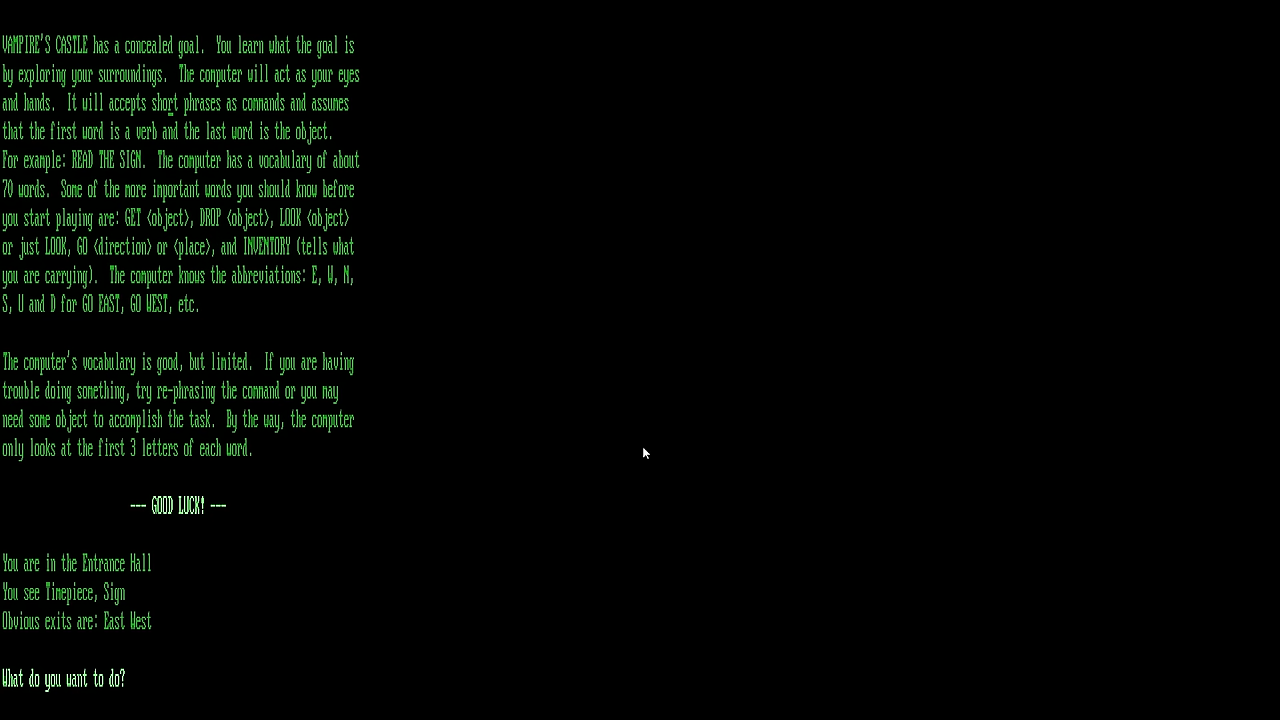 VAMPIRE'S CASTLE has a concealed goal.  You learn what the goal is
by exploring your surroundings.  The computer will act as your eyes
and hands.  It will accepts short phrases as commands and assumes
that the first word is a verb and the last word is the object.
For example: READ THE SIGN.  The computer has a vocabulary of about
70 words.  Some of the more important words you should know before
you start playing are: GET <object>, DROP <object>, LOOK <object>
or just LOOK, GO <direction> or <place>, and INVENTORY (tells what
you are carrying).  The computer knows the abbreviations: E, W, N,
S, U and D for GO EAST, GO WEST, etc.
The computer's vocabulary is good, but limited.  If you are having
trouble doing something, try re-phrasing the command or you may
need some object to accomplish the task.  By the way, the computer
only looks at the first 3 letters of each word.
--- GOOD LUCK! ---
You are in the Entrance Hall
You see Timepiece, Sign
Obvious exits are: East West
What do you want to do?